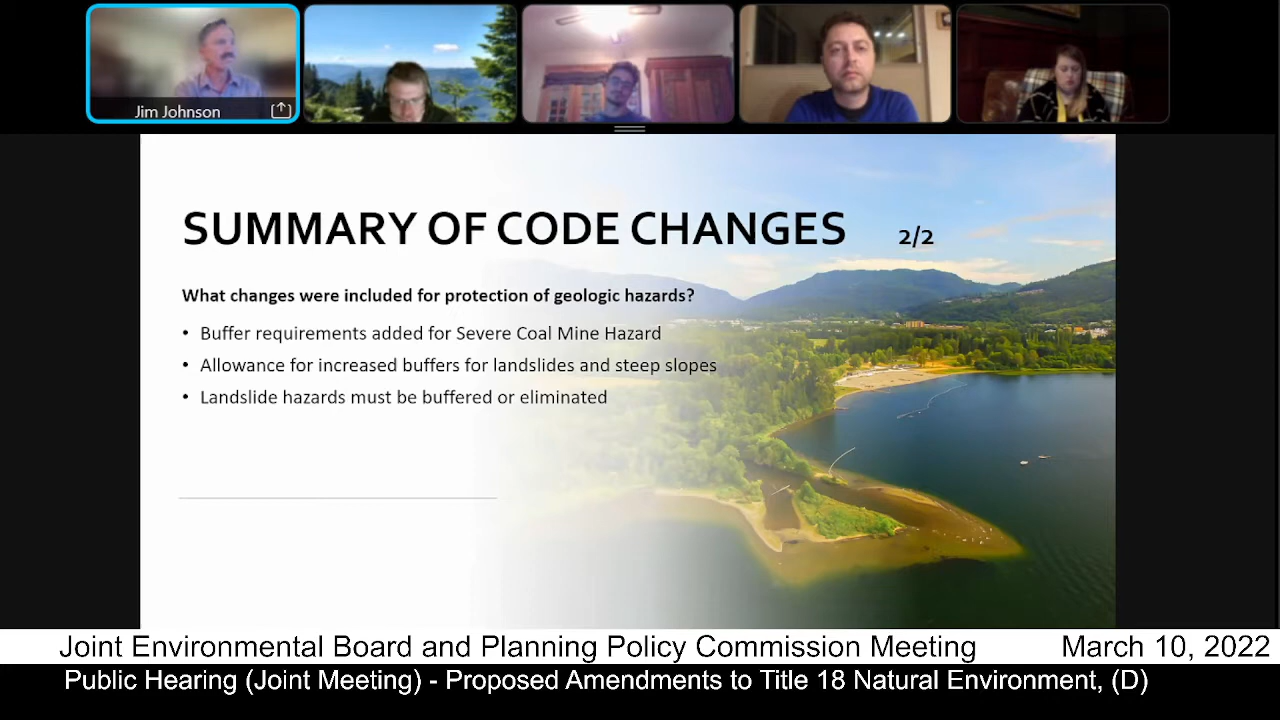 Jim Johnson
SUMMARY OF CODE CHANGES 2/2
What changes were included for protection of geologic hazards?
• Buffer requirements added for Severe Coal Mine Hazard
• Allowance for increased buffers for landslides and steep slopes
• Landslide hazards must be buffered or eliminated
Joint Environmental Board and Planning Policy Commission Meeting March 10, 2022
Public Hearing (Joint Meeting) - Proposed Amendments to Title 18 Natural Environment, (D)